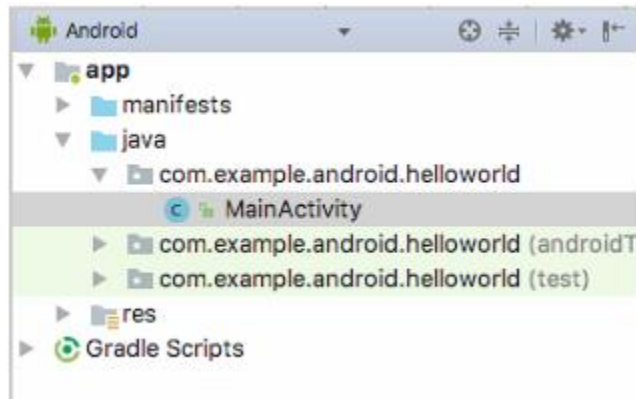 Android
app
manifests
java
com.example.android.helloworld
C MainActivity
com.example.android.helloworld (androidT
com.example.android.helloworld (test)
res
Gradle Scripts